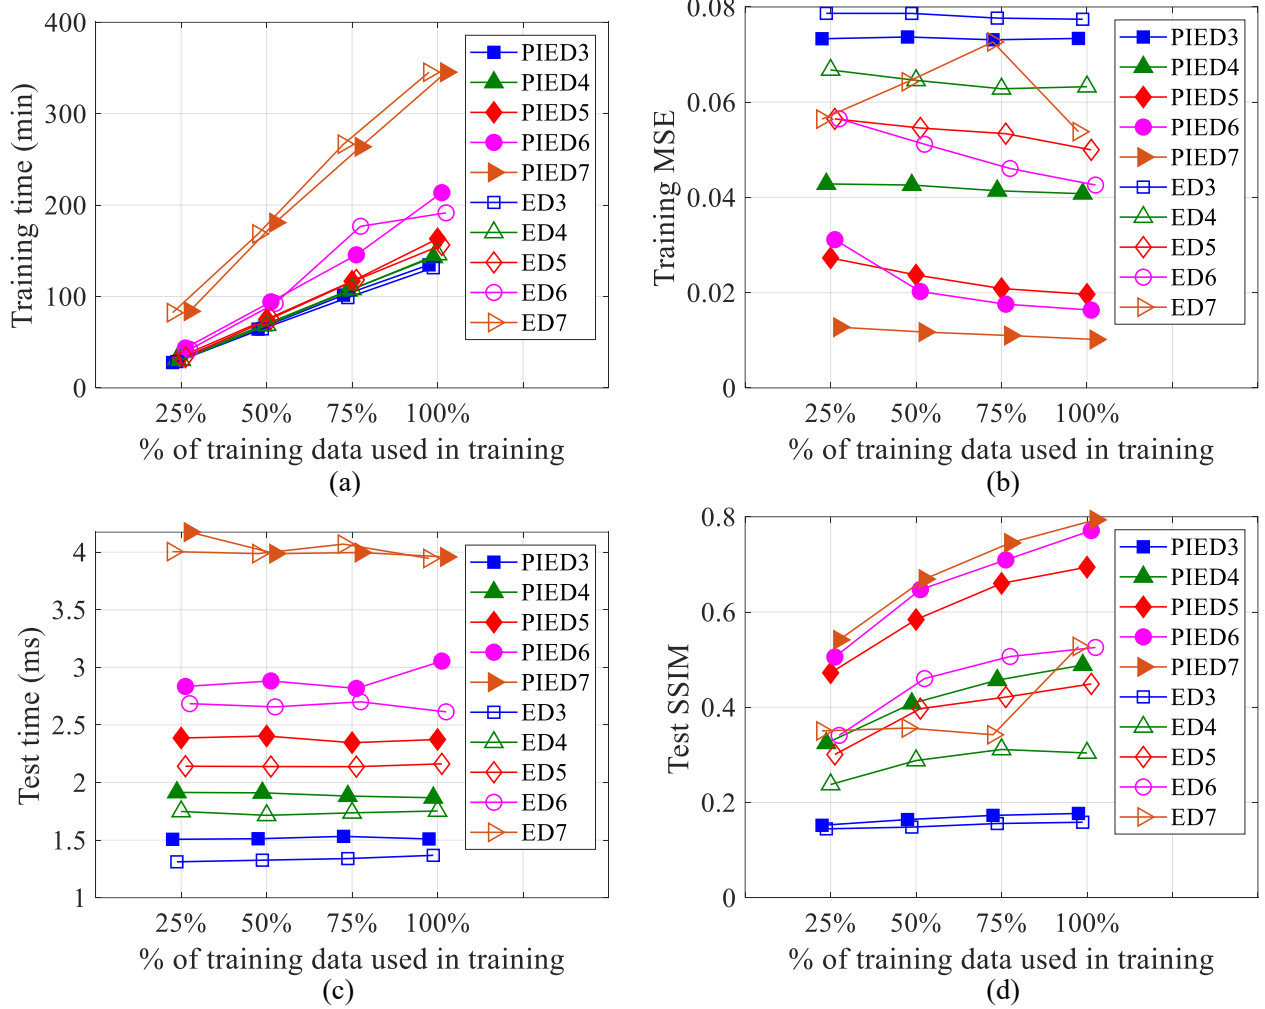 400
300
200
100
0
Training time (min)
25% 50% 75% 100%
% of training data used in training
(a)
PIED3
PIED4
PIED5
PIED6
PIED7
ED3
ED4
ED5
ED6
ED7
0.08
0.06
0.04
0.02
0
Training MSE
25% 50% 75% 100%
% of training data used in training
(b)
PIED3
PIED4
PIED5
PIED6
PIED7
ED3
ED4
ED5
ED6
ED7
4
3.5
3
2.5
2
1.5
1
Test time (ms)
25% 50% 75% 100%
% of training data used in training
(c)
PIED3
PIED4
PIED5
PIED6
PIED7
ED3
ED4
ED5
ED6
ED7
0.8
0.6
0.4
0.2
0
Test SSIM
25% 50% 75% 100%
% of training data used in training
(d)
PIED3
PIED4
PIED5
PIED6
PIED7
ED3
ED4
ED5
ED6
ED7